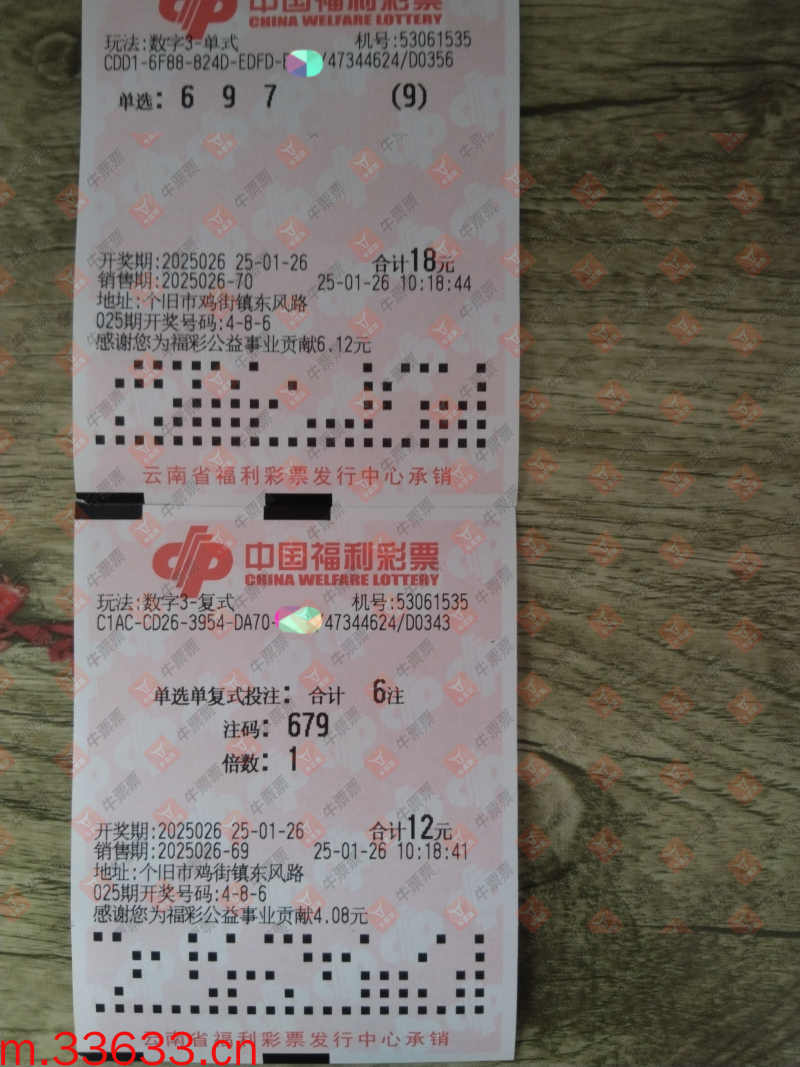 中国福利彩票
CHINA WELFARE LOTTERY
玩法:数字3-单式 机号:53061535
CDD1-6F88-824D-EDFD- /47344624/D0356
单选: 6 9 7 (9)
开奖期:2025026 25-01-26 合计18元
销售期:2025026-70 25-01-26 10:18:44
地址:个旧市鸡街镇东风路
025期开奖号码:4-8-6
感谢您为福彩公益事业贡献6.12元
云南省福利彩票发行中心承销
中国福利彩票
CHINA WELFARE LOTTERY
玩法:数字3-复式 机号:53061535
C1AC-CD26-3954-DA70- /47344624/D0343
单选单复式投注: 合计 6注
注码: 679
倍数: 1
开奖期:2025026 25-01-26 合计12元
销售期:2025026-69 25-01-26 10:18:41
地址:个旧市鸡街镇东风路
025期开奖号码:4-8-6
感谢您为福彩公益事业贡献4.08元
云南省福利彩票发行中心承销
m.33633.cn
牛票票